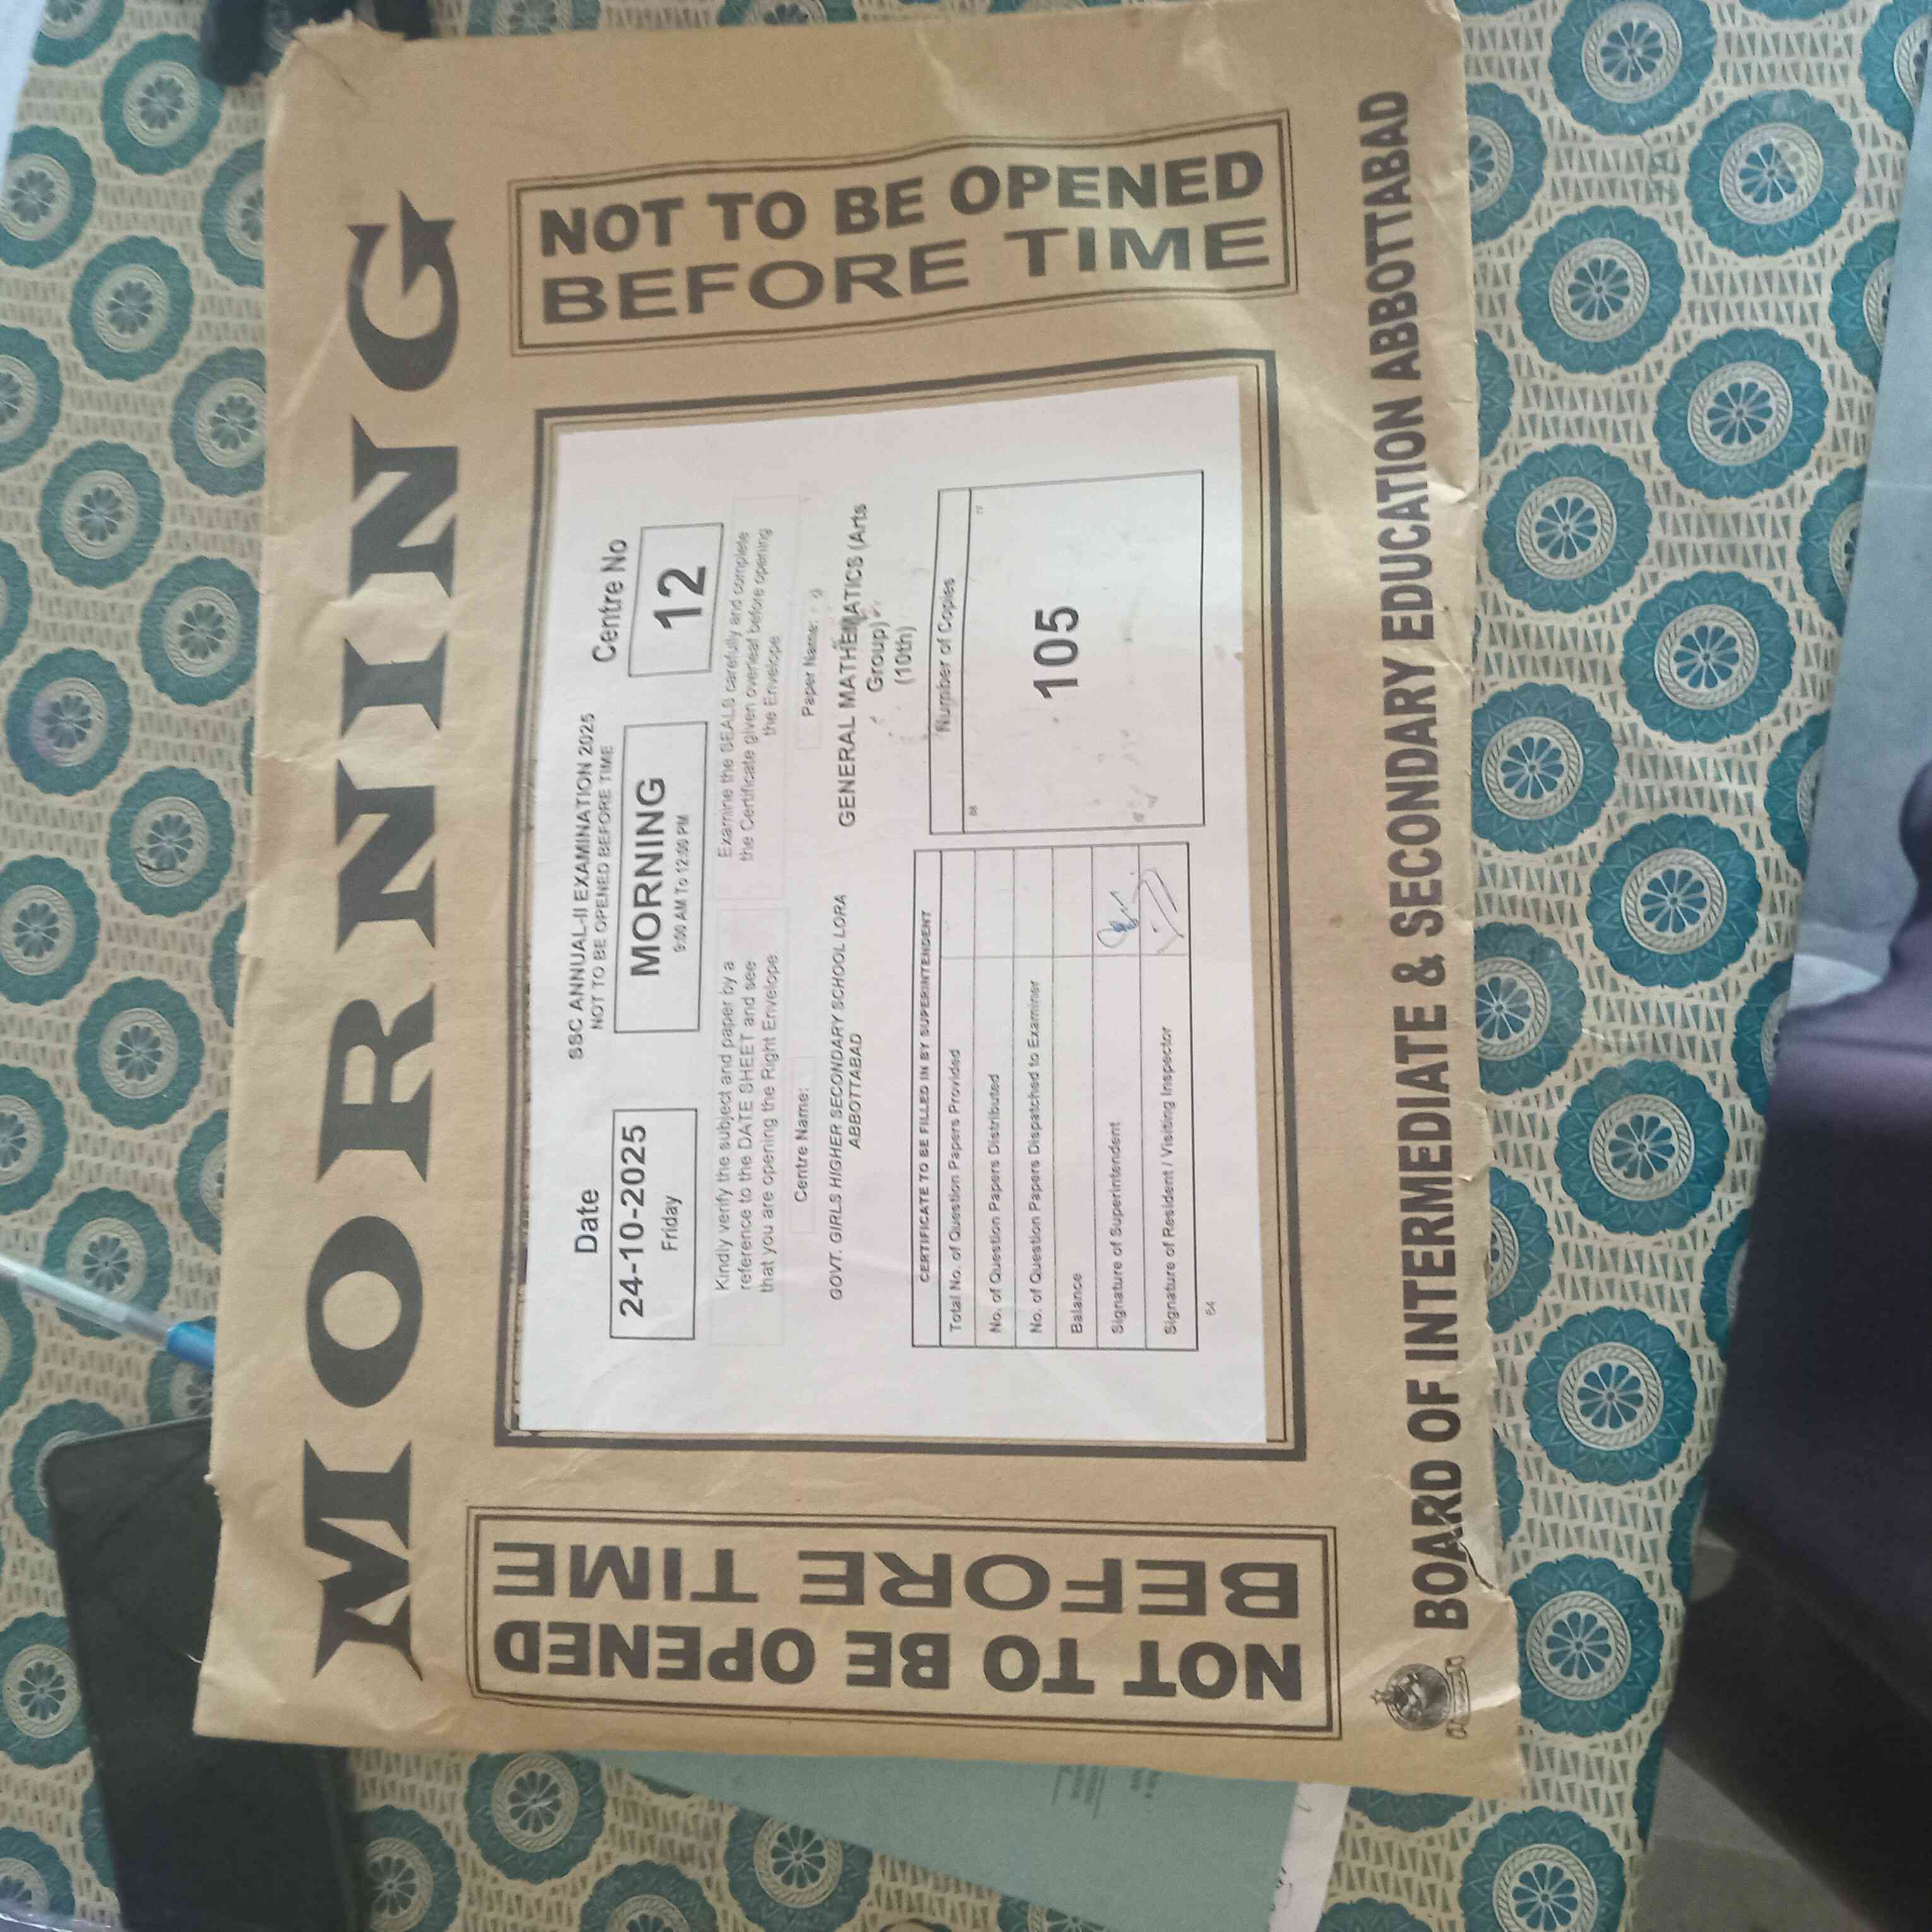 MORNING
NOT TO BE OPENED
BEFORE TIME
SSC ANNUAL-II EXAMINATION 2025
NOT TO BE OPENED BEFORE TIME
Date
24-10-2025
Friday
MORNING
9:00 AM To 12:00 PM
Centre No
12
Kindly verify the subject and paper by a
reference to the DATE SHEET and see
that you are opening the Right Envelope
Examine the SEALS carefully and complete
the Certificate given overleaf before opening
the Envelope
Centre Name:
GOVT. GIRLS HIGHER SECONDARY SCHOOL LORA
ABBOTTABAD
Paper Name:
GENERAL MATHEMATICS (Arts
Group)
(10th)
CERTIFICATE TO BE FILLED IN BY SUPERINTENDENT
Total No. of Question Papers Provided
No. of Question Papers Distributed
No. of Question Papers Dispatched to Examiner
Balance
Signature of Superintendent
Signature of Resident / Visiting Inspector
64
Number of Copies
105
NOT TO BE OPENED
BEFORE TIME
BOARD OF INTERMEDIATE & SECONDARY EDUCATION ABBOTTABAD